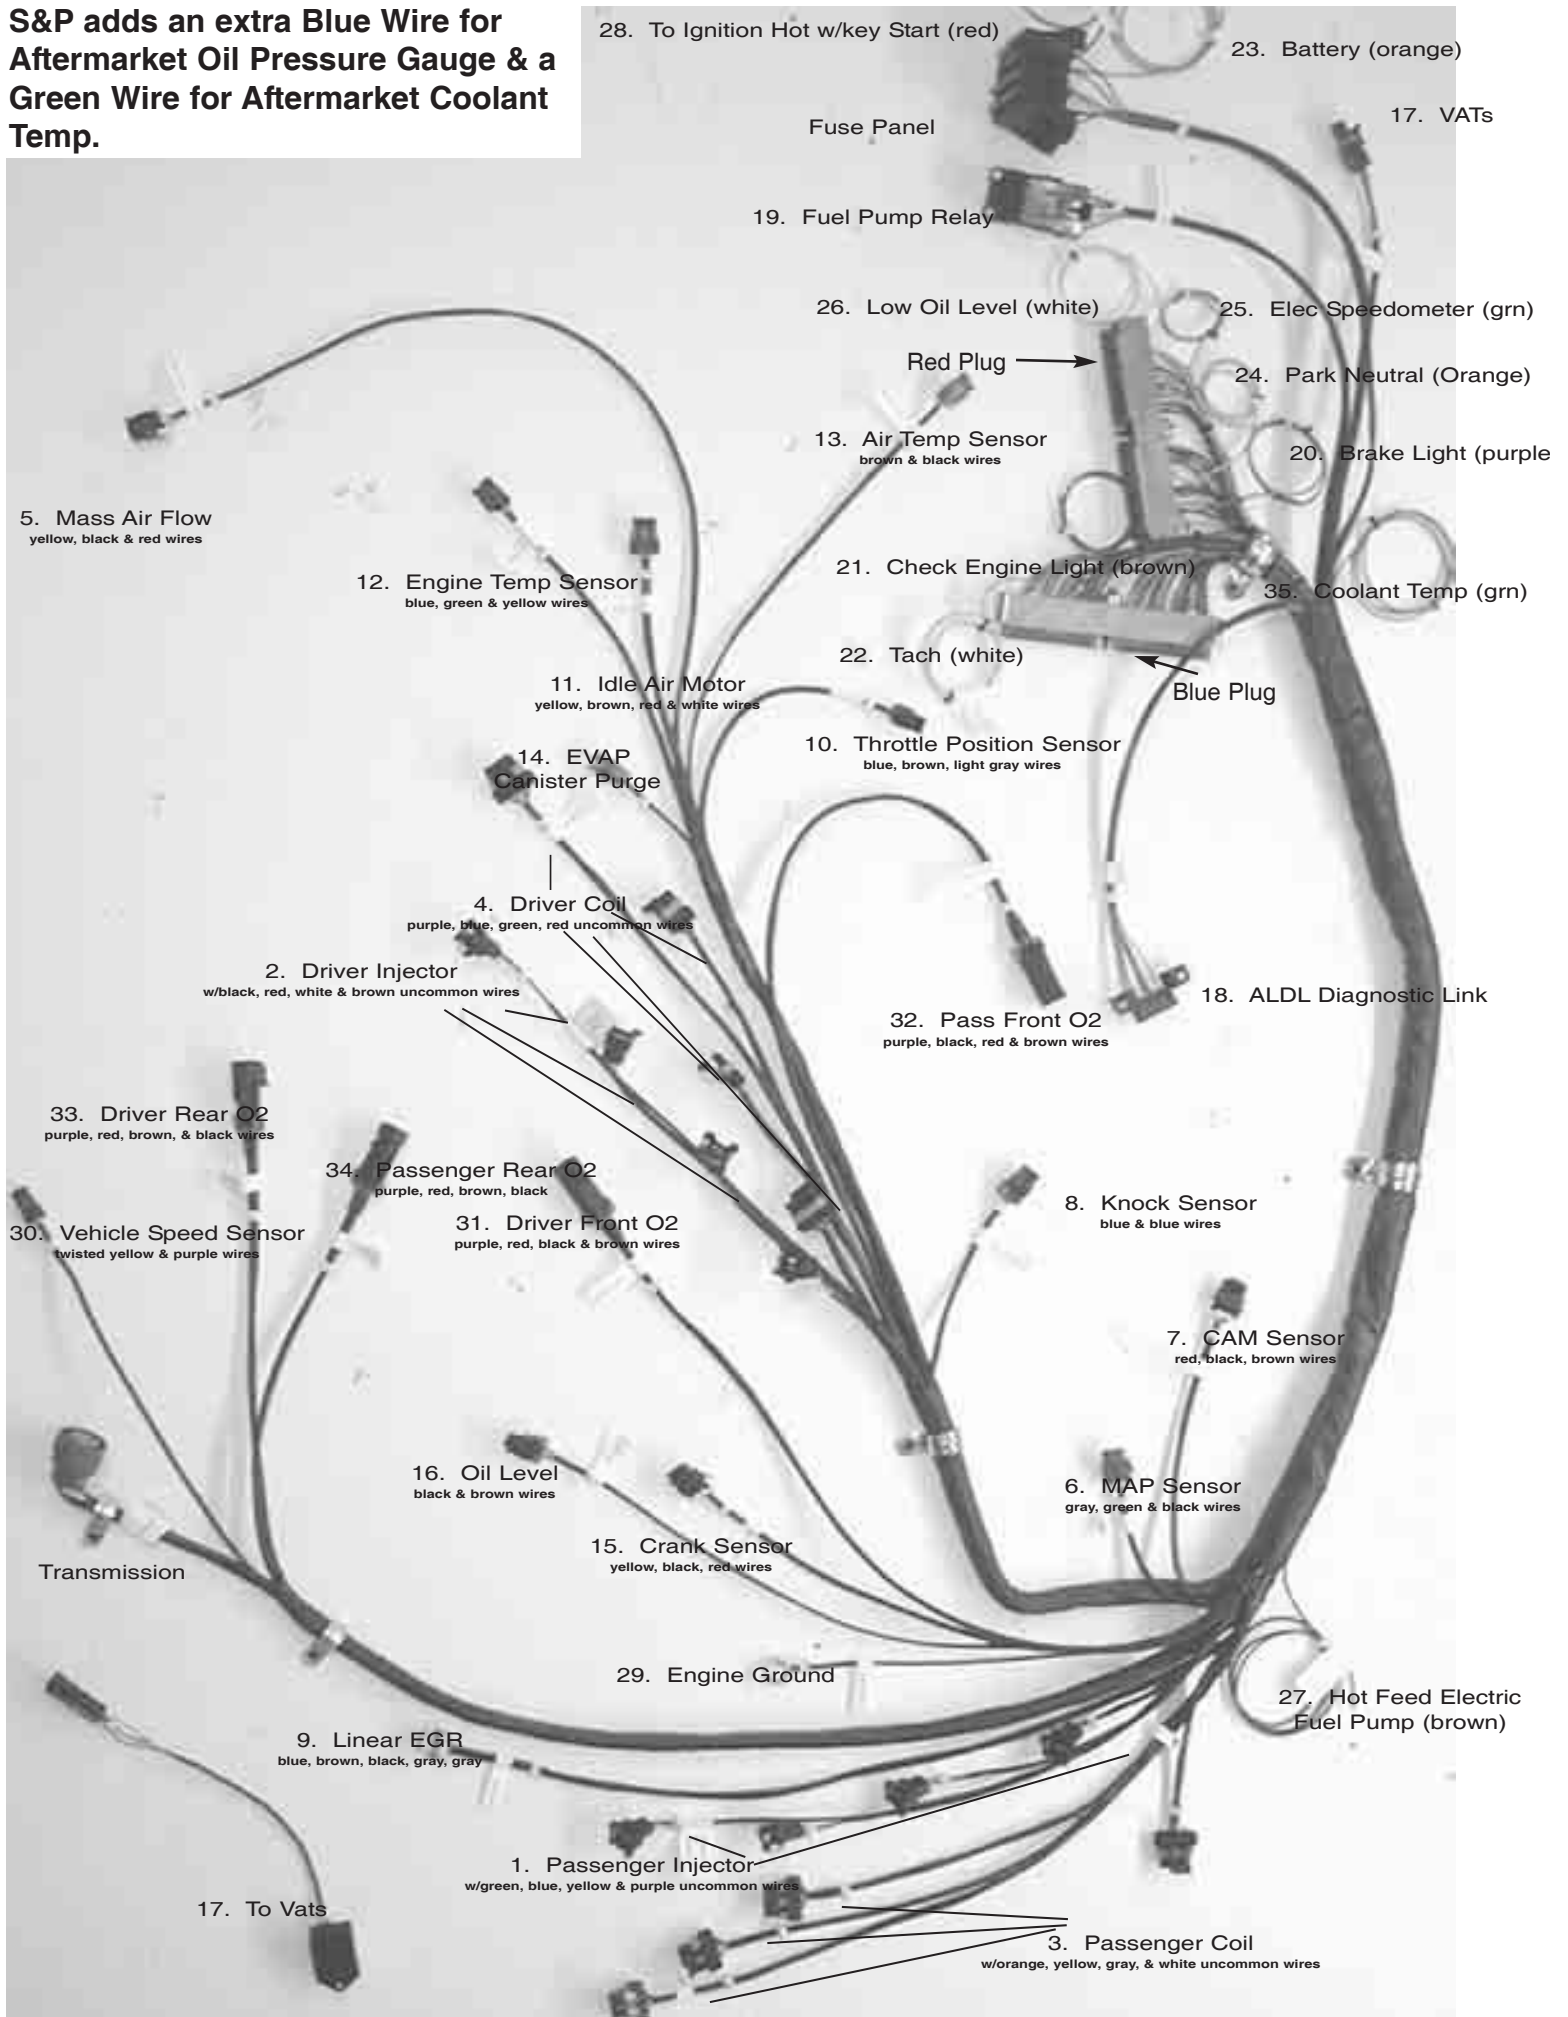 S&P adds an extra Blue Wire for
Aftermarket Oil Pressure Gauge & a
Green Wire for Aftermarket Coolant
Temp.
28. To Ignition Hot w/key Start (red)
23. Battery (orange)
17. VATs
Fuse Panel
19. Fuel Pump Relay
26. Low Oil Level (white)
25. Elec Speedometer (grn)
Red Plug
24. Park Neutral (Orange)
13. Air Temp Sensor
brown & black wires
20. Brake Light (purple
5. Mass Air Flow
yellow, black & red wires
12. Engine Temp Sensor
blue, green & yellow wires
21. Check Engine Light (brown)
35. Coolant Temp (grn)
22. Tach (white)
Blue Plug
11. Idle Air Motor
yellow, brown, red & white wires
10. Throttle Position Sensor
blue, brown, light gray wires
14. EVAP
Canister Purge
4. Driver Coil
purple, blue, green, red uncommon wires
2. Driver Injector
w/black, red, white & brown uncommon wires
18. ALDL Diagnostic Link
32. Pass Front O2
purple, black, red & brown wires
33. Driver Rear O2
purple, red, brown, & black wires
34. Passenger Rear O2
purple, red, brown, black
8. Knock Sensor
blue & blue wires
31. Driver Front O2
purple, red, black & brown wires
30. Vehicle Speed Sensor
twisted yellow & purple wires
7. CAM Sensor
red, black, brown wires
16. Oil Level
black & brown wires
6. MAP Sensor
gray, green & black wires
15. Crank Sensor
yellow, black, red wires
Transmission
29. Engine Ground
27. Hot Feed Electric
Fuel Pump (brown)
9. Linear EGR
blue, brown, black, gray, gray
1. Passenger Injector
w/green, blue, yellow & purple uncommon wires
17. To Vats
3. Passenger Coil
w/orange, yellow, gray, & white uncommon wires